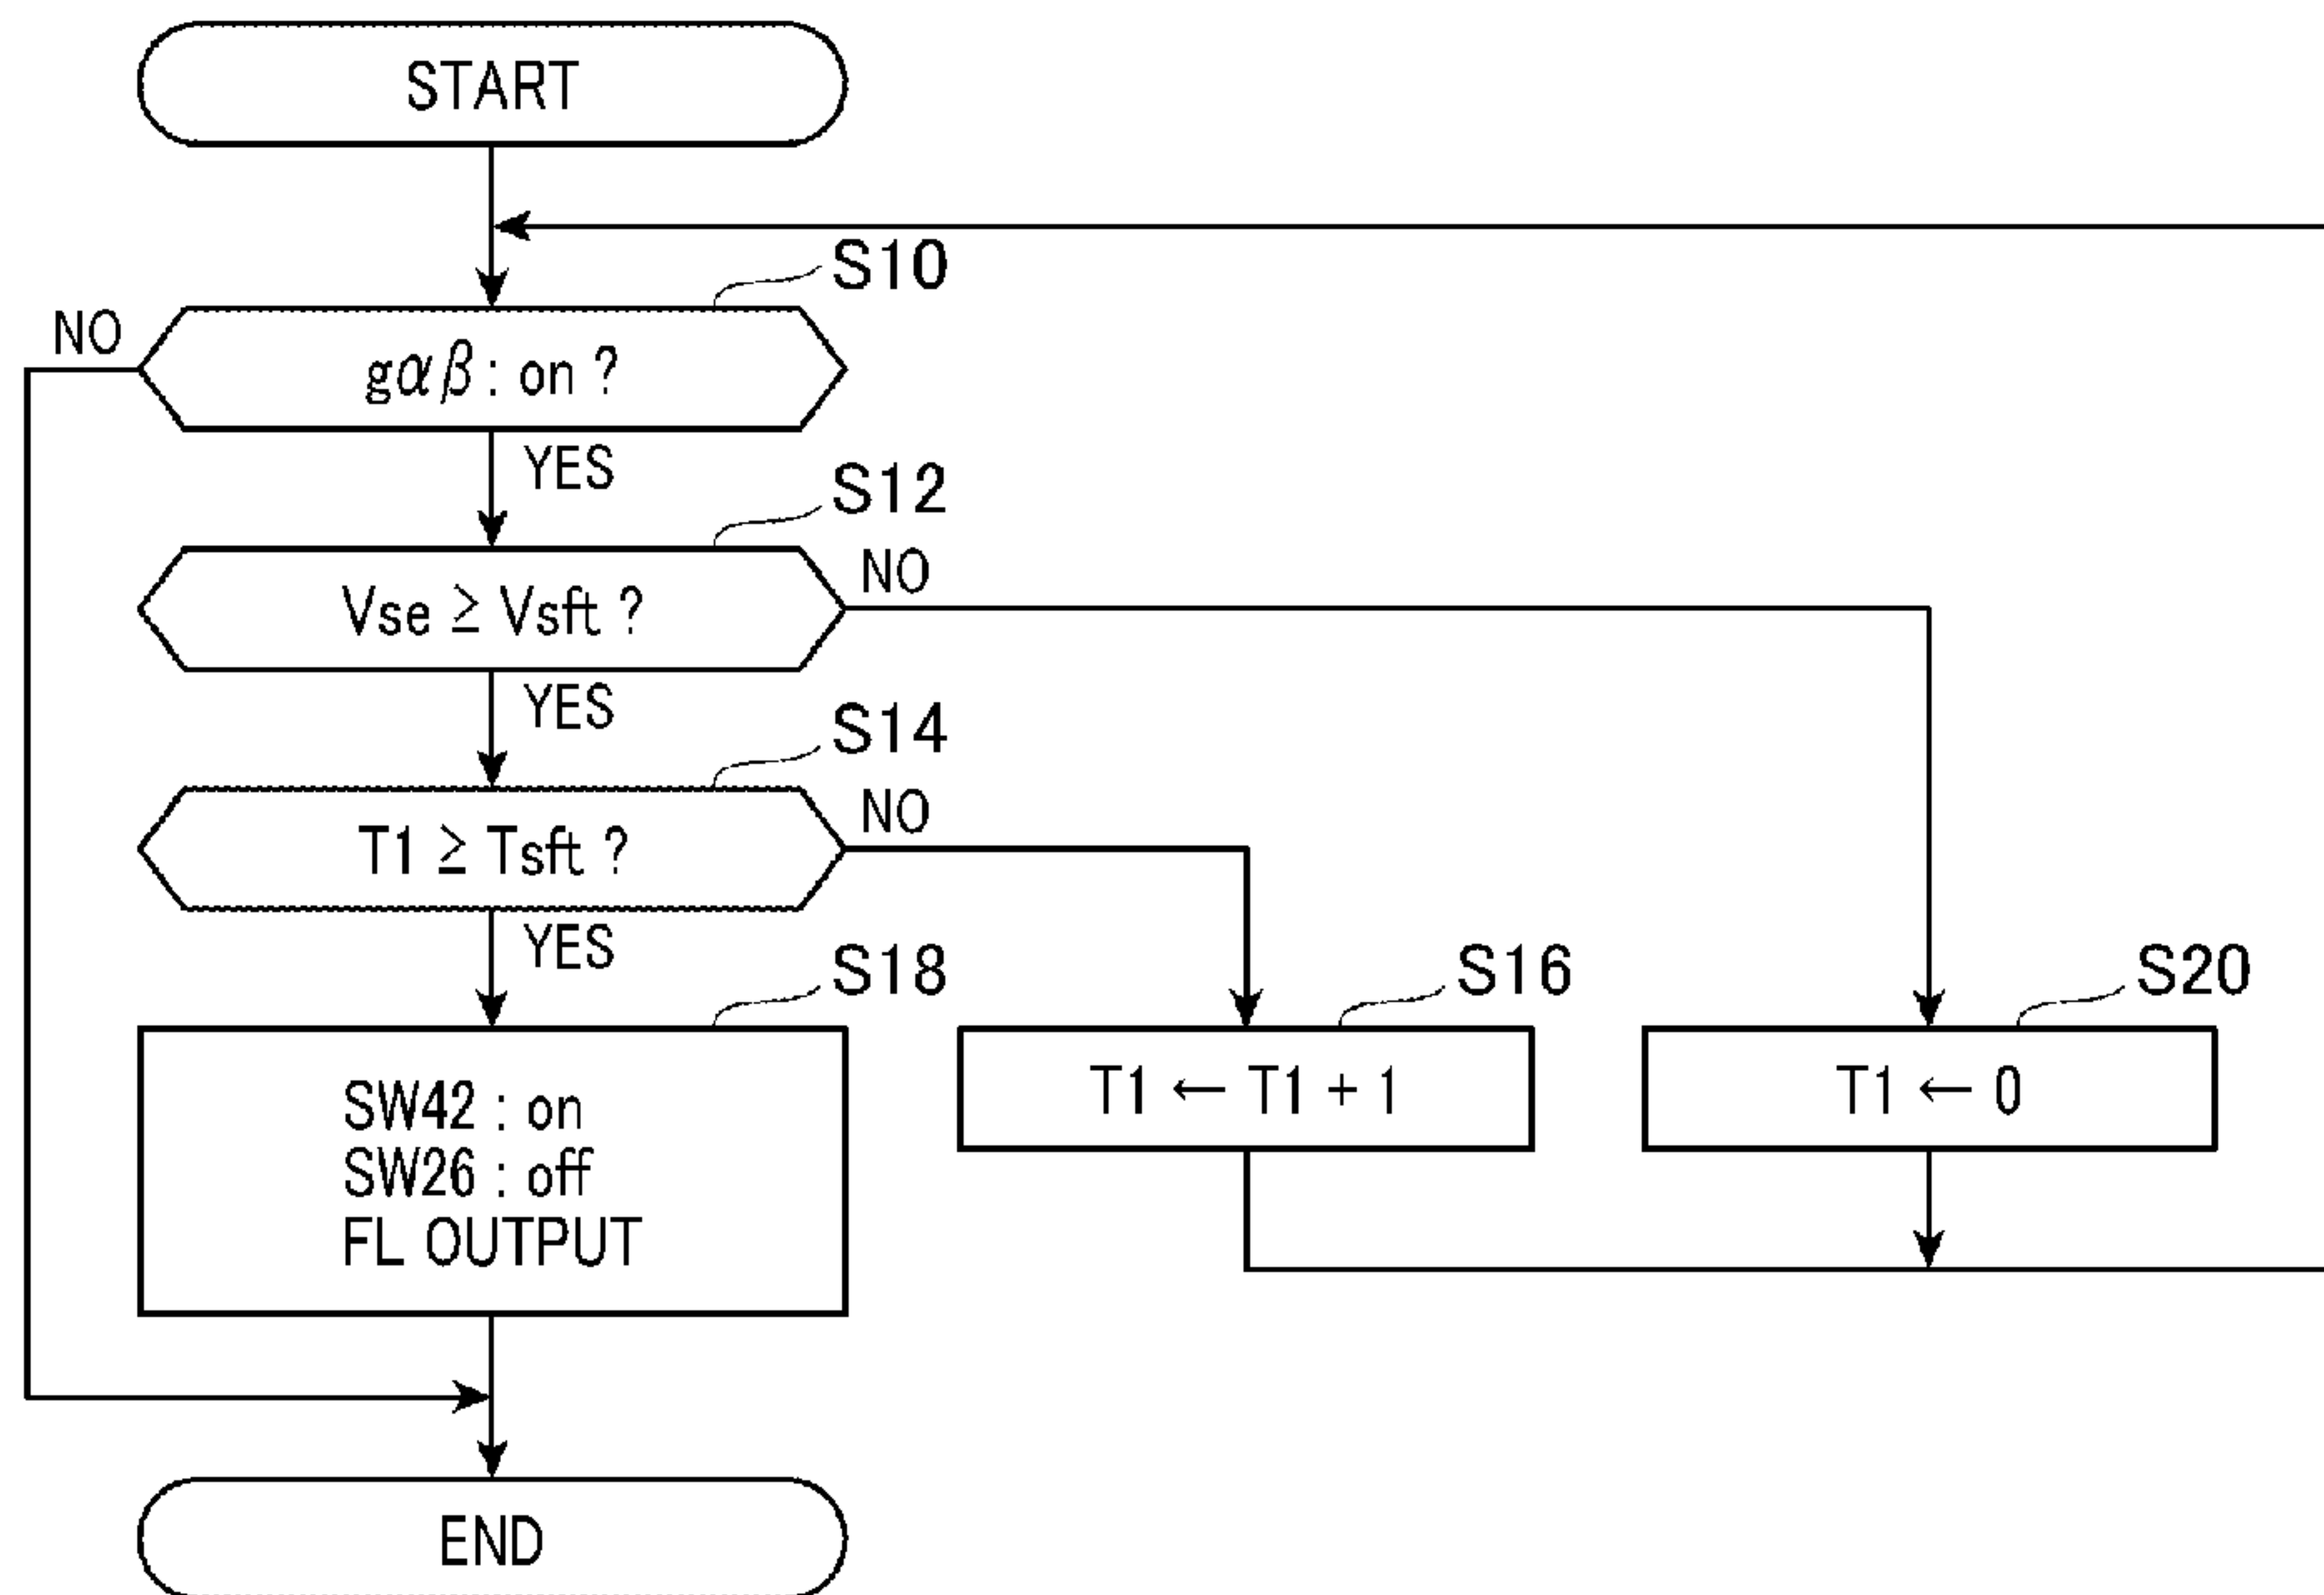 START
S10
NO
gαβ : on ?
YES
S12
NO
Vse ≥ Vsft ?
YES
S14
NO
T1 ≥ Tsft ?
YES
S18
S16
S20
SW42 : on
SW26 : off
FL OUTPUT
T1 ← T1 + 1
T1 ← 0
END